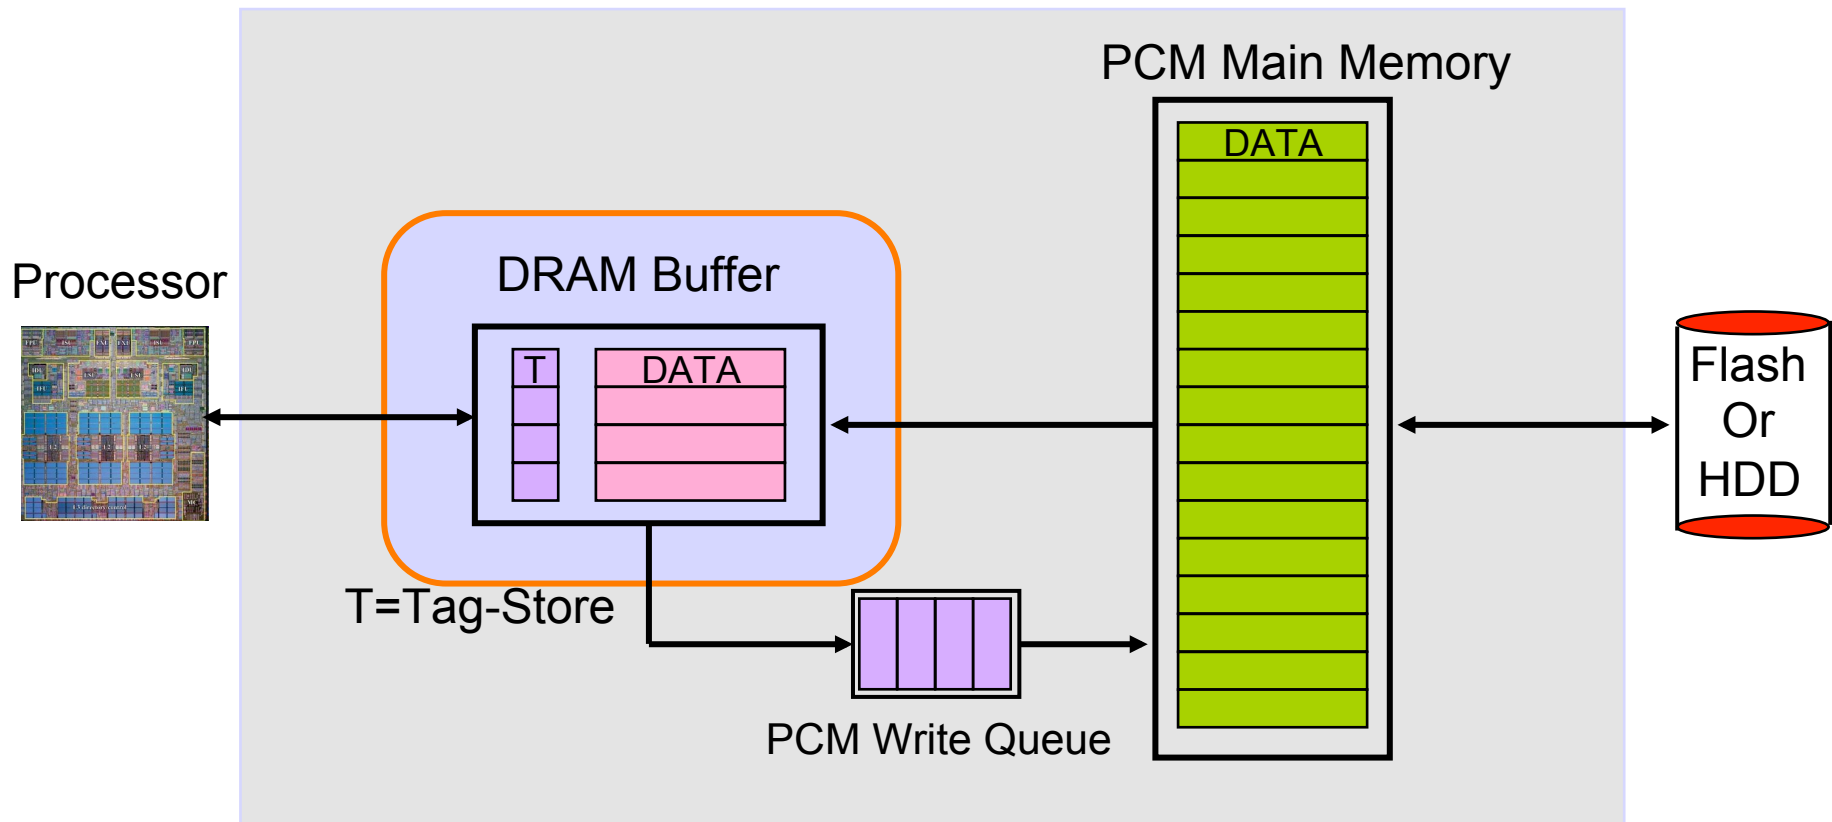 PCM Main Memory
DATA
Processor
DRAM Buffer
T
DATA
Flash
Or
HDD
T=Tag-Store
PCM Write Queue